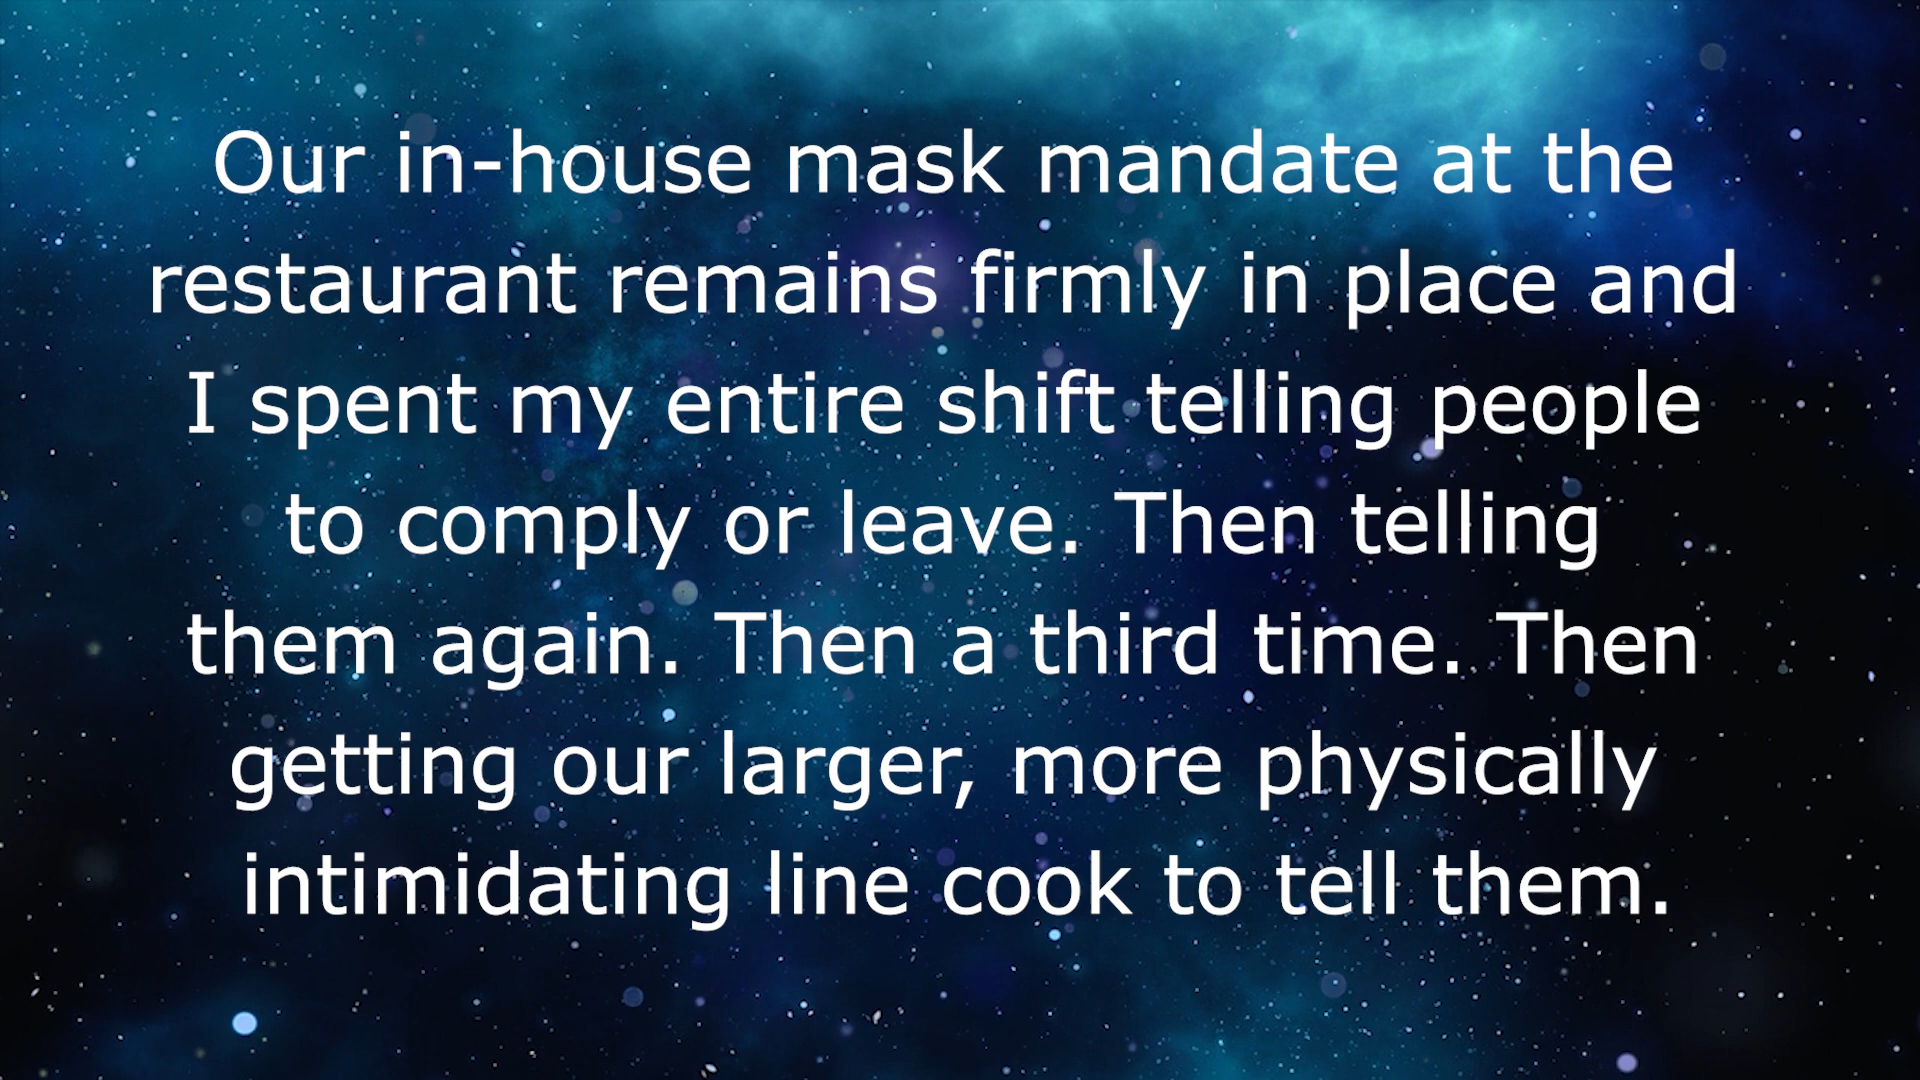 Our in-house mask mandate at the
restaurant remains firmly in place and
I spent my entire shift telling people
to comply or leave. Then telling
them again. Then a third time. Then
getting our larger, more physically
intimidating line cook to tell them.